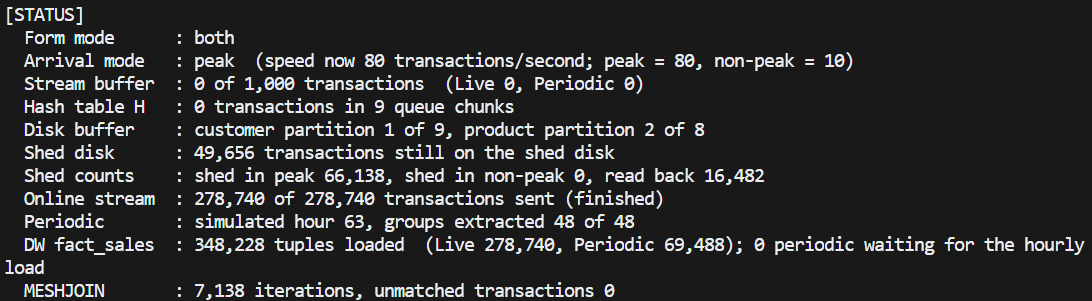 [STATUS]
  Form mode     : both
  Arrival mode  : peak  (speed now 80 transactions/second; peak = 80, non-peak = 10)
  Stream buffer : 0 of 1,000 transactions  (Live 0, Periodic 0)
  Hash table H  : 0 transactions in 9 queue chunks
  Disk buffer   : customer partition 1 of 9, product partition 2 of 8
  Shed disk     : 49,656 transactions still on the shed disk
  Shed counts   : shed in peak 66,138, shed in non-peak 0, read back 16,482
  Online stream : 278,740 of 278,740 transactions sent (finished)
  Periodic      : simulated hour 63, groups extracted 48 of 48
  DW fact_sales : 348,228 tuples loaded  (Live 278,740, Periodic 69,488); 0 periodic waiting for the hourly
load
  MESHJOIN      : 7,138 iterations, unmatched transactions 0